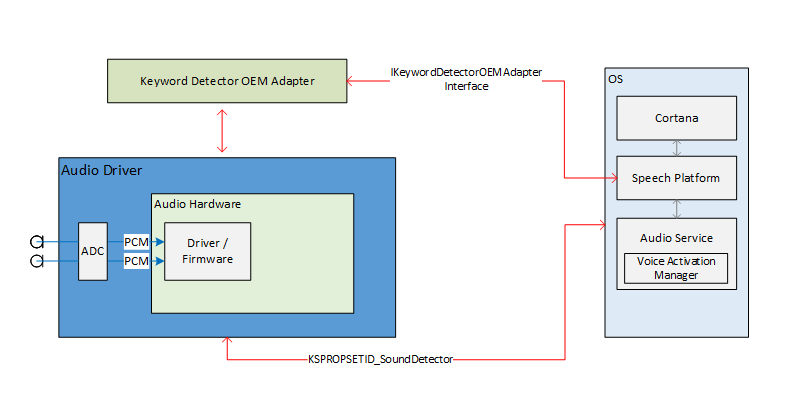 Keyword Detector OEM Adapter
IKeywordDetectorOEMAdapter
Interface
OS
Cortana
Speech Platform
Audio Service
Voice Activation
Manager
Audio Driver
Audio Hardware
ADC
PCM
PCM
Driver /
Firmware
KSPROPSETID_SoundDetector